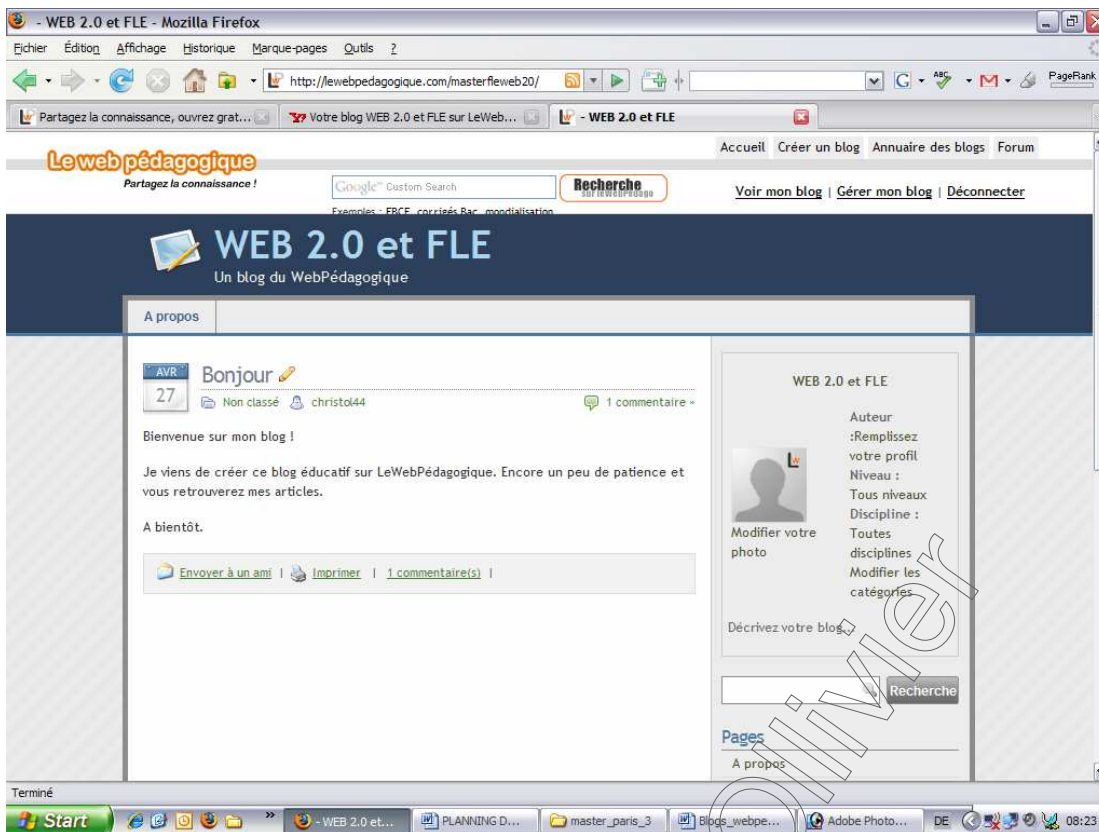 - WEB 2.0 et FLE - Mozilla Firefox
Fichier Édition Affichage Historique Marque-pages Outils ?
http://lewebpedagogique.com/masterfleweb20/ G ABC M PageRank
Partagez la connaissance, ouvrez grat... Votre blog WEB 2.0 et FLE sur LeWeb... - WEB 2.0 et FLE
Accueil Créer un blog Annuaire des blogs Forum
Le web pédagogique
Partagez la connaissance !
Google™ Custom Search Recherche
sur leWebPédago
Voir mon blog | Gérer mon blog | Déconnecter
Exemples : EBCE, corrigés Bac, mondialisation
WEB 2.0 et FLE
Un blog du WebPédagogique
A propos
AVR
27
Bonjour
Non classé christol44 1 commentaire »
Bienvenue sur mon blog !
Je viens de créer ce blog éducatif sur LeWebPédagogique. Encore un peu de patience et
vous retrouverez mes articles.
A bientôt.
Envoyer à un ami | Imprimer | 1 commentaire(s) |
WEB 2.0 et FLE
Auteur
:Remplissez
votre profil
Niveau :
Tous niveaux
Discipline :
Toutes
disciplines
Modifier les
catégories
Modifier votre
photo
Décrivez votre blog...
Recherche
Pages
A propos
Ollivier
Terminé
Start » - WEB 2.0 et... PLANNING D... master_paris_3 Blogs_webpe... Adobe Photo... DE 08:23